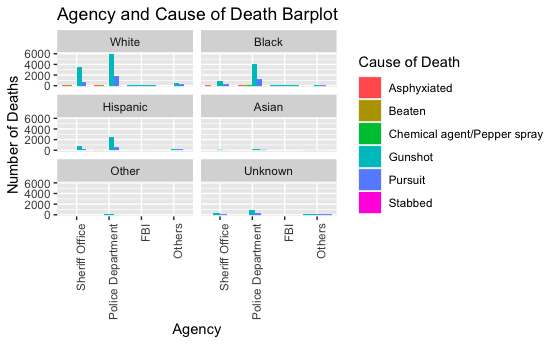 Agency and Cause of Death Barplot
White
Black
6000
4000
2000
0
Hispanic
Asian
6000
4000
2000
0
Other
Unknown
6000
4000
2000
0
Sheriff Office
Police Department
FBI
Others
Sheriff Office
Police Department
FBI
Others
Number of Deaths
Agency
Cause of Death
Asphyxiated
Beaten
Chemical agent/Pepper spray
Gunshot
Pursuit
Stabbed